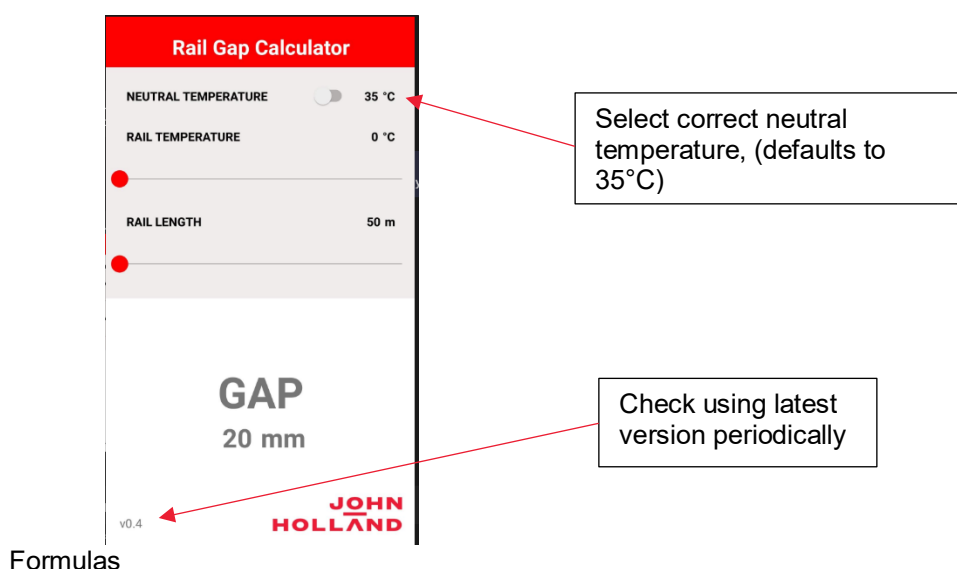 Rail Gap Calculator
NEUTRAL TEMPERATURE 35 °C
RAIL TEMPERATURE 0 °C
RAIL LENGTH 50 m
GAP
20 mm
v0.4
JOHN
HOLLAND
Select correct neutral
temperature, (defaults to
35°C)
Check using latest
version periodically
Formulas